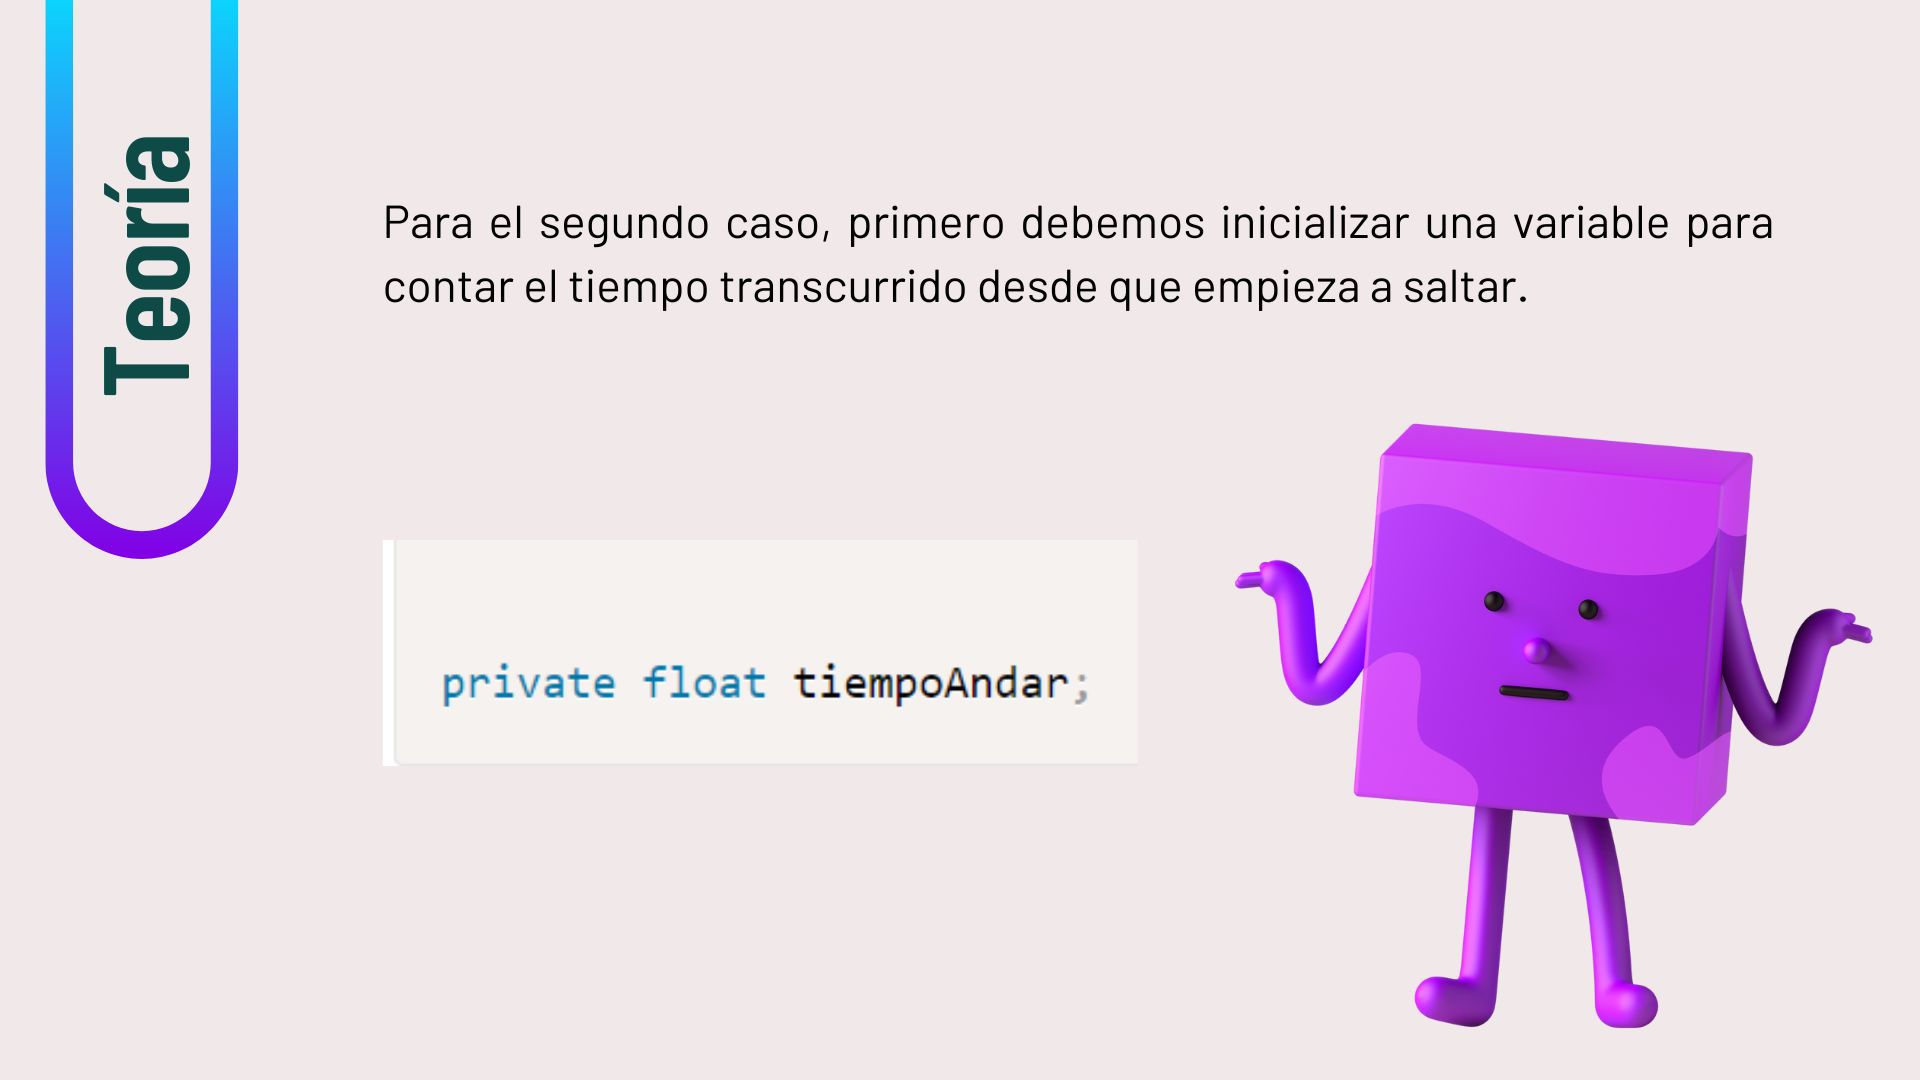 Teoría
Para el segundo caso, primero debemos inicializar una variable para
contar el tiempo transcurrido desde que empieza a saltar.
private float tiempoAndar;